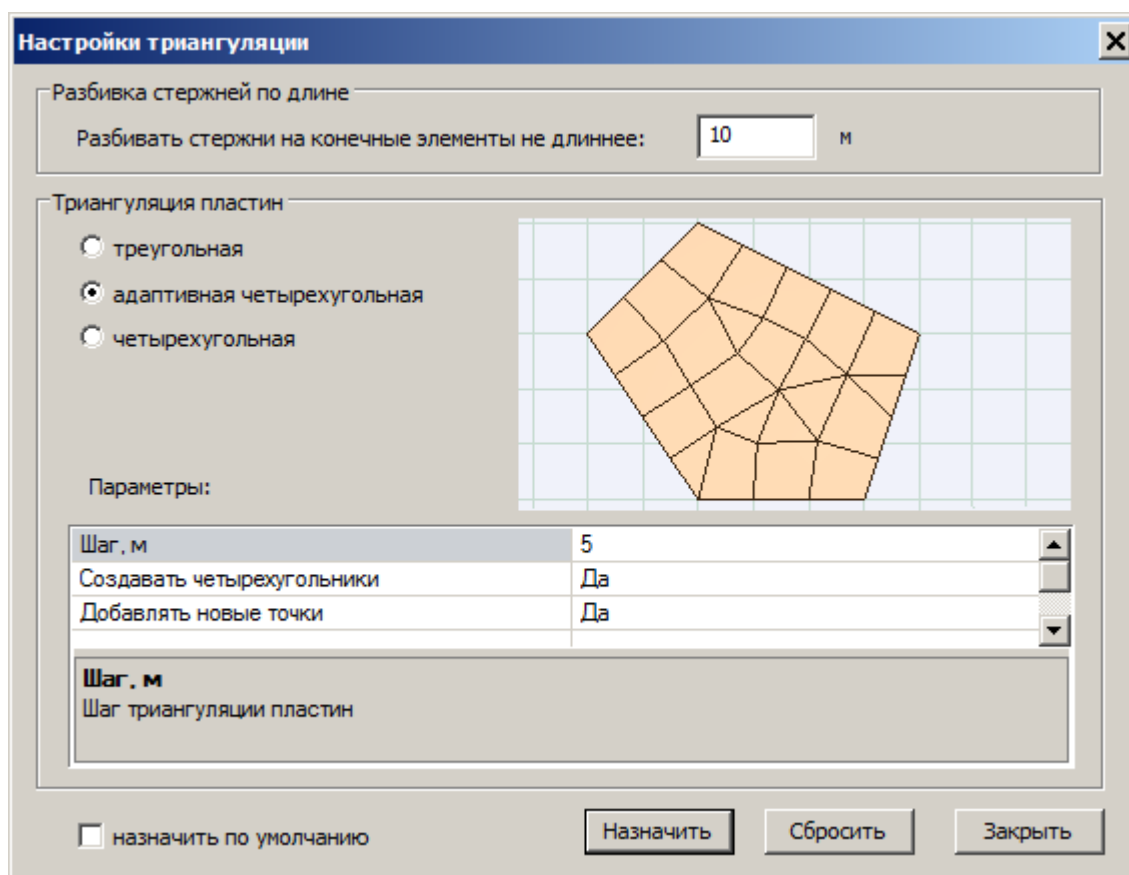 Настройки триангуляции
Разбивка стержней по длине
Разбивать стержни на конечные элементы не длиннее: 10 м
Триангуляция пластин
треугольная
адаптивная четырехугольная
четырехугольная
Параметры:
Шаг, м 5
Создавать четырехугольники Да
Добавлять новые точки Да
Шаг, м
Шаг триангуляции пластин
назначить по умолчанию Назначить Сбросить Закрыть